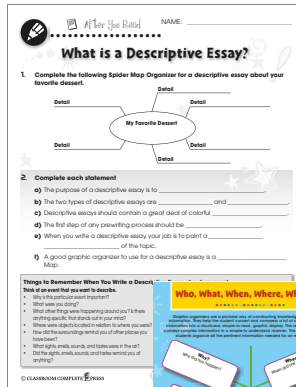 After You Read
NAME:
What is a Descriptive Essay?
1. Complete the following Spider Map Organizer for a descriptive essay about your
favorite dessert.
Detail
Detail Detail
My Favorite Dessert
Detail Detail
Detail
2. Complete each statement
a) The purpose of a descriptive essay is to
b) The two types of descriptive essays are and
c) Descriptive essays should contain a great deal of colorful
d) The first step of any prewriting process should be
e) When you write a descriptive essay your job is to paint a
of the topic.
f) A good graphic organizer to use for a descriptive essay is a
Map.
Things to Remember When You Write a
Think of an event that you want to describe.
• Why is this particular event important?
• What were you doing?
• What other things were happening around you? Is there
anything specific that stands out in your mind?
• Where were objects located in relation to where you were?
• How did the surroundings remind you of other places you
have been?
• What sights, smells, sounds, and tastes were in the air?
• Did the sights, smells, sounds, and tastes remind you of
anything?
Who, What, When, Where,
Why?
© CLASSROOM COMPLETE PRESS